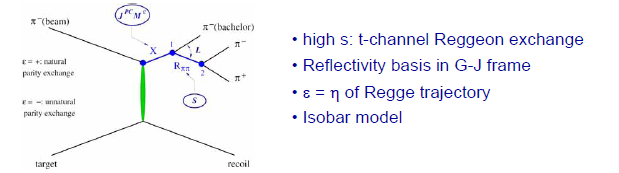 π⁻(beam)
J^PC M^ε
π⁻(bachelor)
π⁻
X
1
L
ε = +: natural
parity exchange
R_ππ
2
π⁺
ε = −: unnatural
parity exchange
S
target
recoil
• high s: t-channel Reggeon exchange
• Reflectivity basis in G-J frame
• ε = η of Regge trajectory
• Isobar model